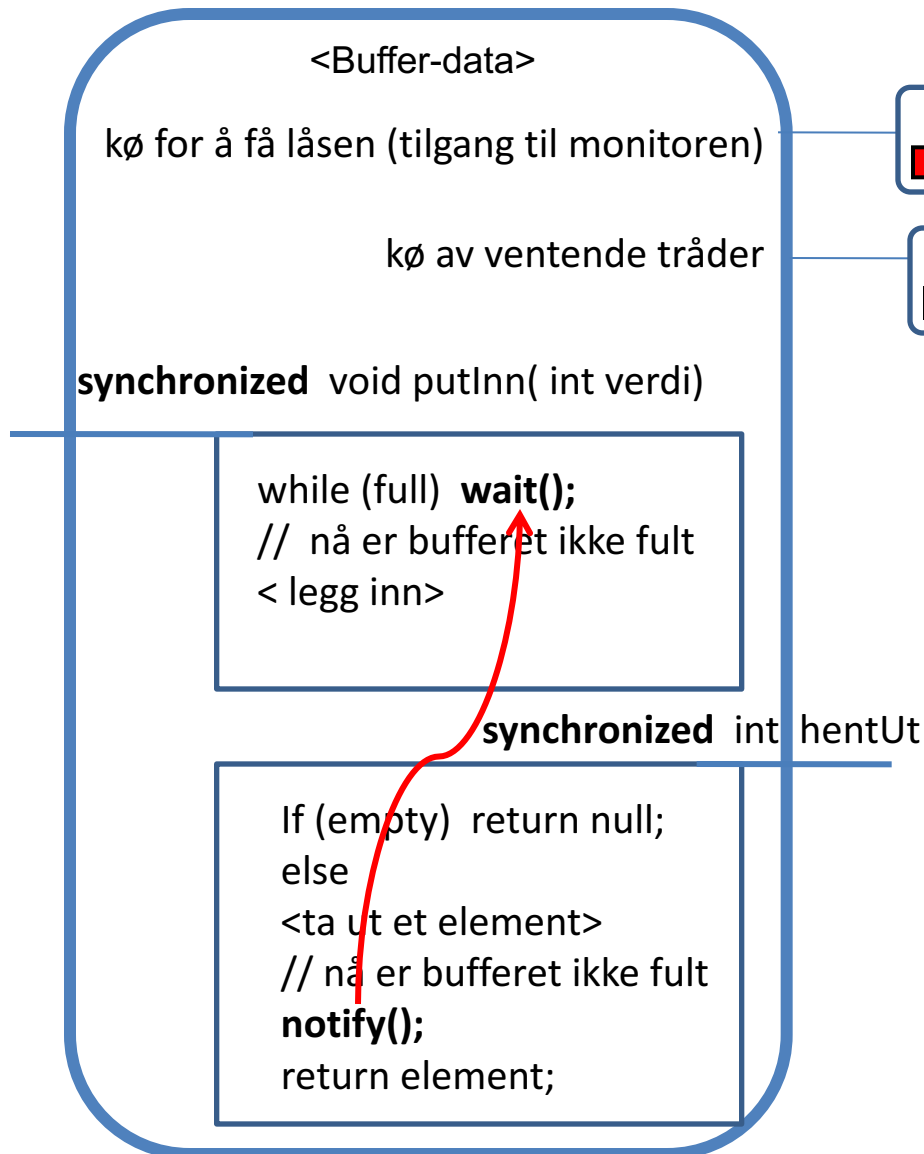 <Buffer-data>
kø for å få låsen (tilgang til monitoren)
kø av ventende tråder
synchronized void putInn( int verdi)
while (full) wait();
// nå er bufferet ikke fult
< legg inn>
synchronized int hentUt
If (empty) return null;
else
<ta ut et element>
// nå er bufferet ikke fult
notify();
return element;